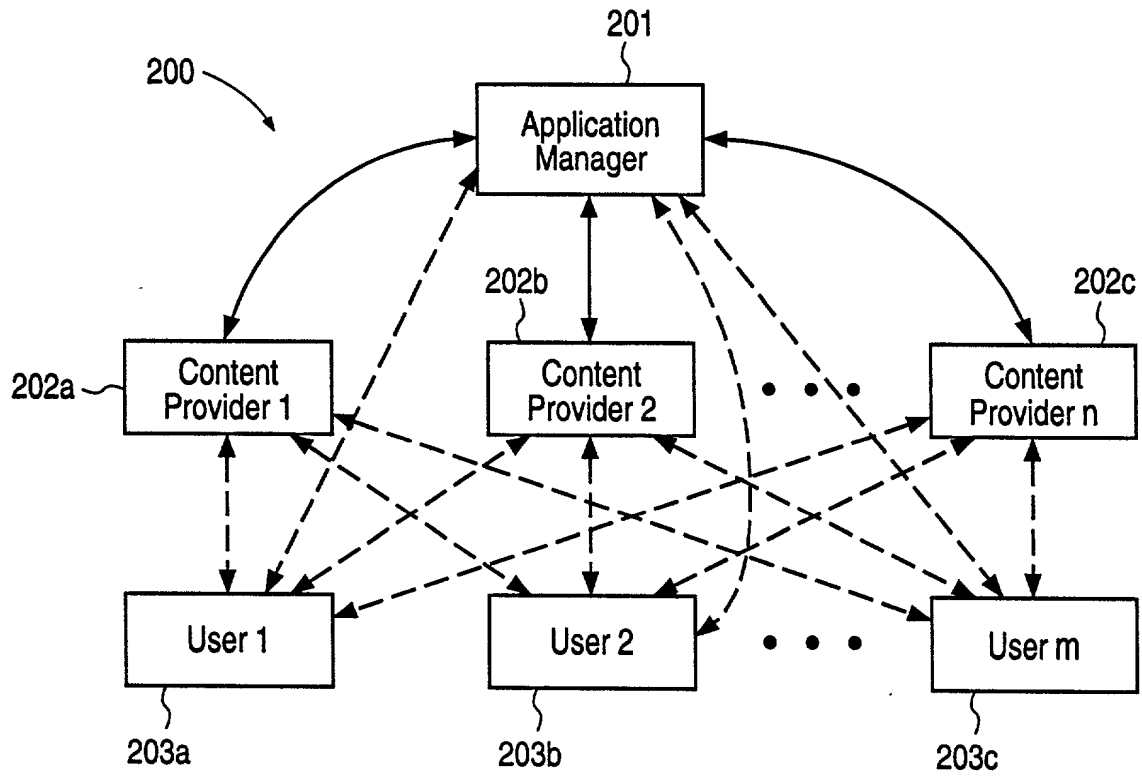 201
200
Application
Manager
202b
202c
202a
Content
Provider 1
Content
Provider 2
Content
Provider n
User 1
User 2
User m
203a
203b
203c